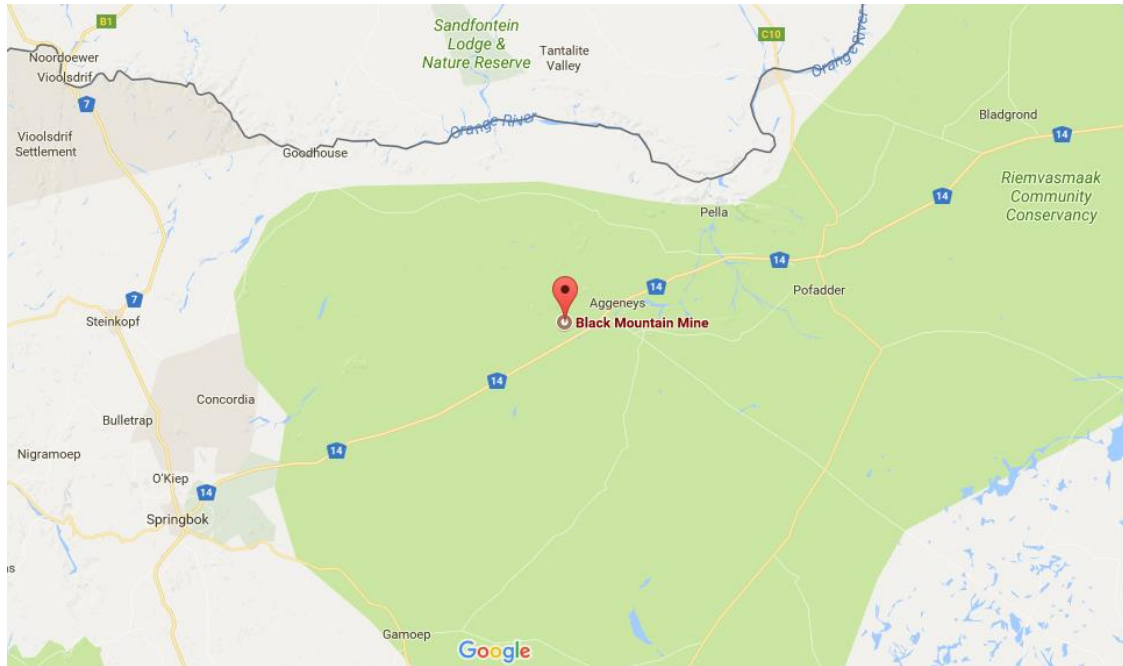 B1
Sandfontein
Lodge &
Nature Reserve
Tantalite
Valley
C10
Orange River
Noordoewer
Vioolsdrif
7
Vioolsdrif
Settlement
Goodhouse
Orange River
Bladgrond
14
14
Riemvasmaak
Community
Conservancy
Pella
14
14
Pofadder
Aggeneys
Black Mountain Mine
7
Steinkopf
14
Concordia
Bulletrap
14
Nigramoep
O'Kiep
14
Springbok
as
Gamoep
Google